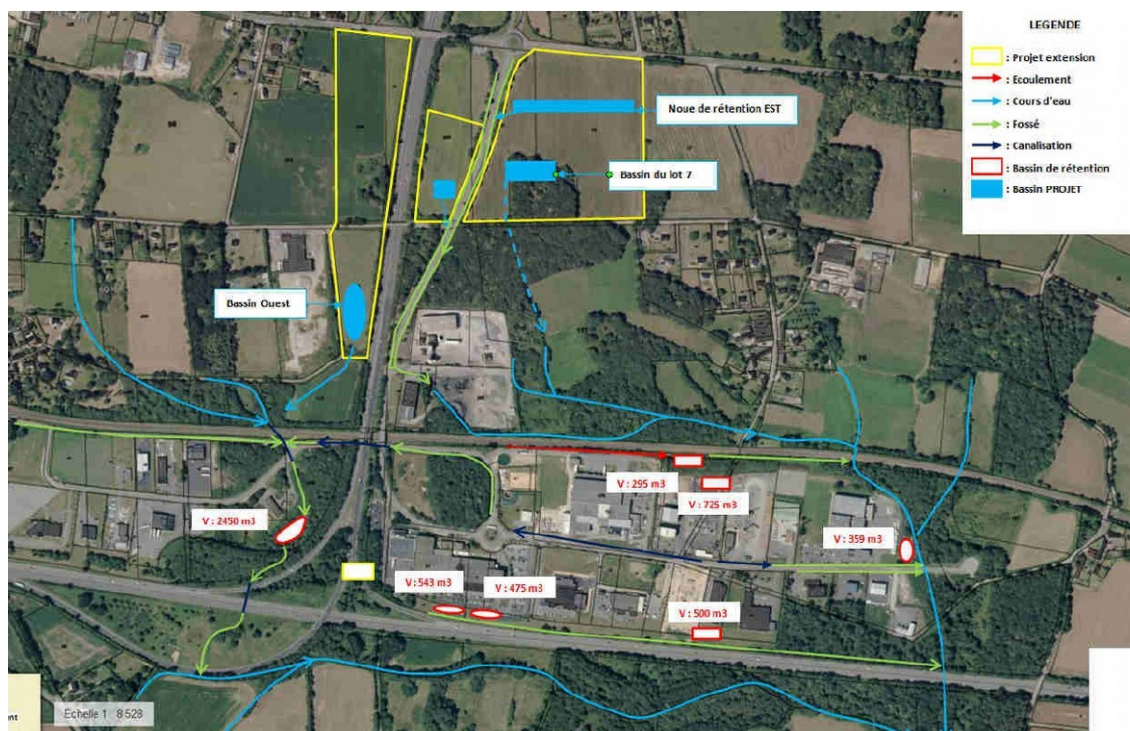 LEGENDE
: Projet extension
: Ecoulement
: Cours d'eau
: Fossé
: Canalisation
: Bassin de rétention
: Bassin PROJET
Noue de rétention EST
Bassin du lot 7
Bassin Ouest
V : 295 m3
V : 725 m3
V : 2450 m3
V : 359 m3
V : 543 m3
V : 475 m3
V : 500 m3
Echelle 1 8 528
ent